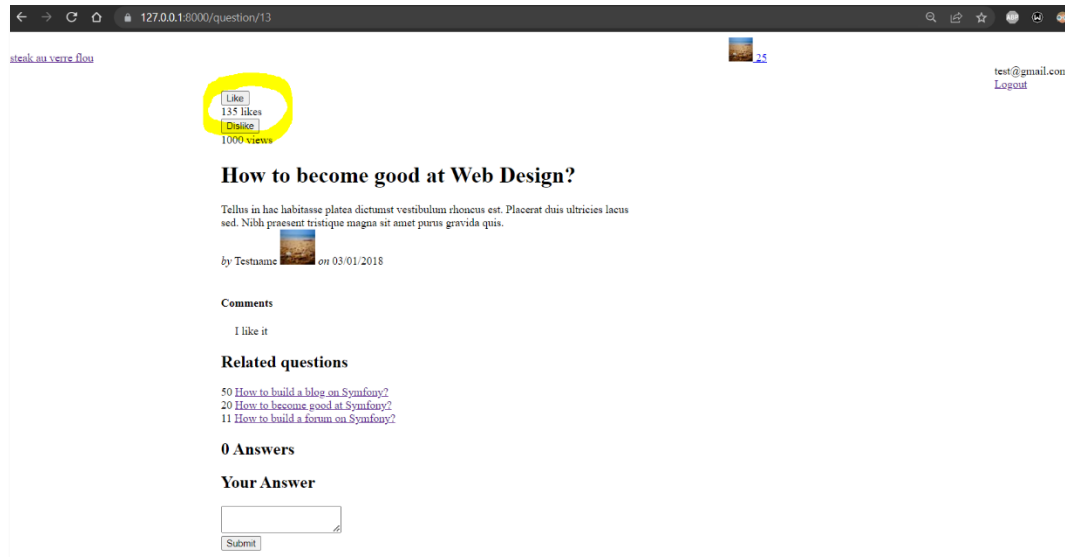 127.0.0.1:8000/question/13
ABP
steak au verre flou
25
test@gmail.com
Logout
Like
135 likes
Dislike
1000 views
How to become good at Web Design?
Tellus in hac habitasse platea dictumst vestibulum rhoncus est. Placerat duis ultricies lacus
sed. Nibh praesent tristique magna sit amet purus gravida quis.
by Testname on 03/01/2018
Comments
I like it
Related questions
50 How to build a blog on Symfony?
20 How to become good at Symfony?
11 How to build a forum on Symfony?
0 Answers
Your Answer
Submit